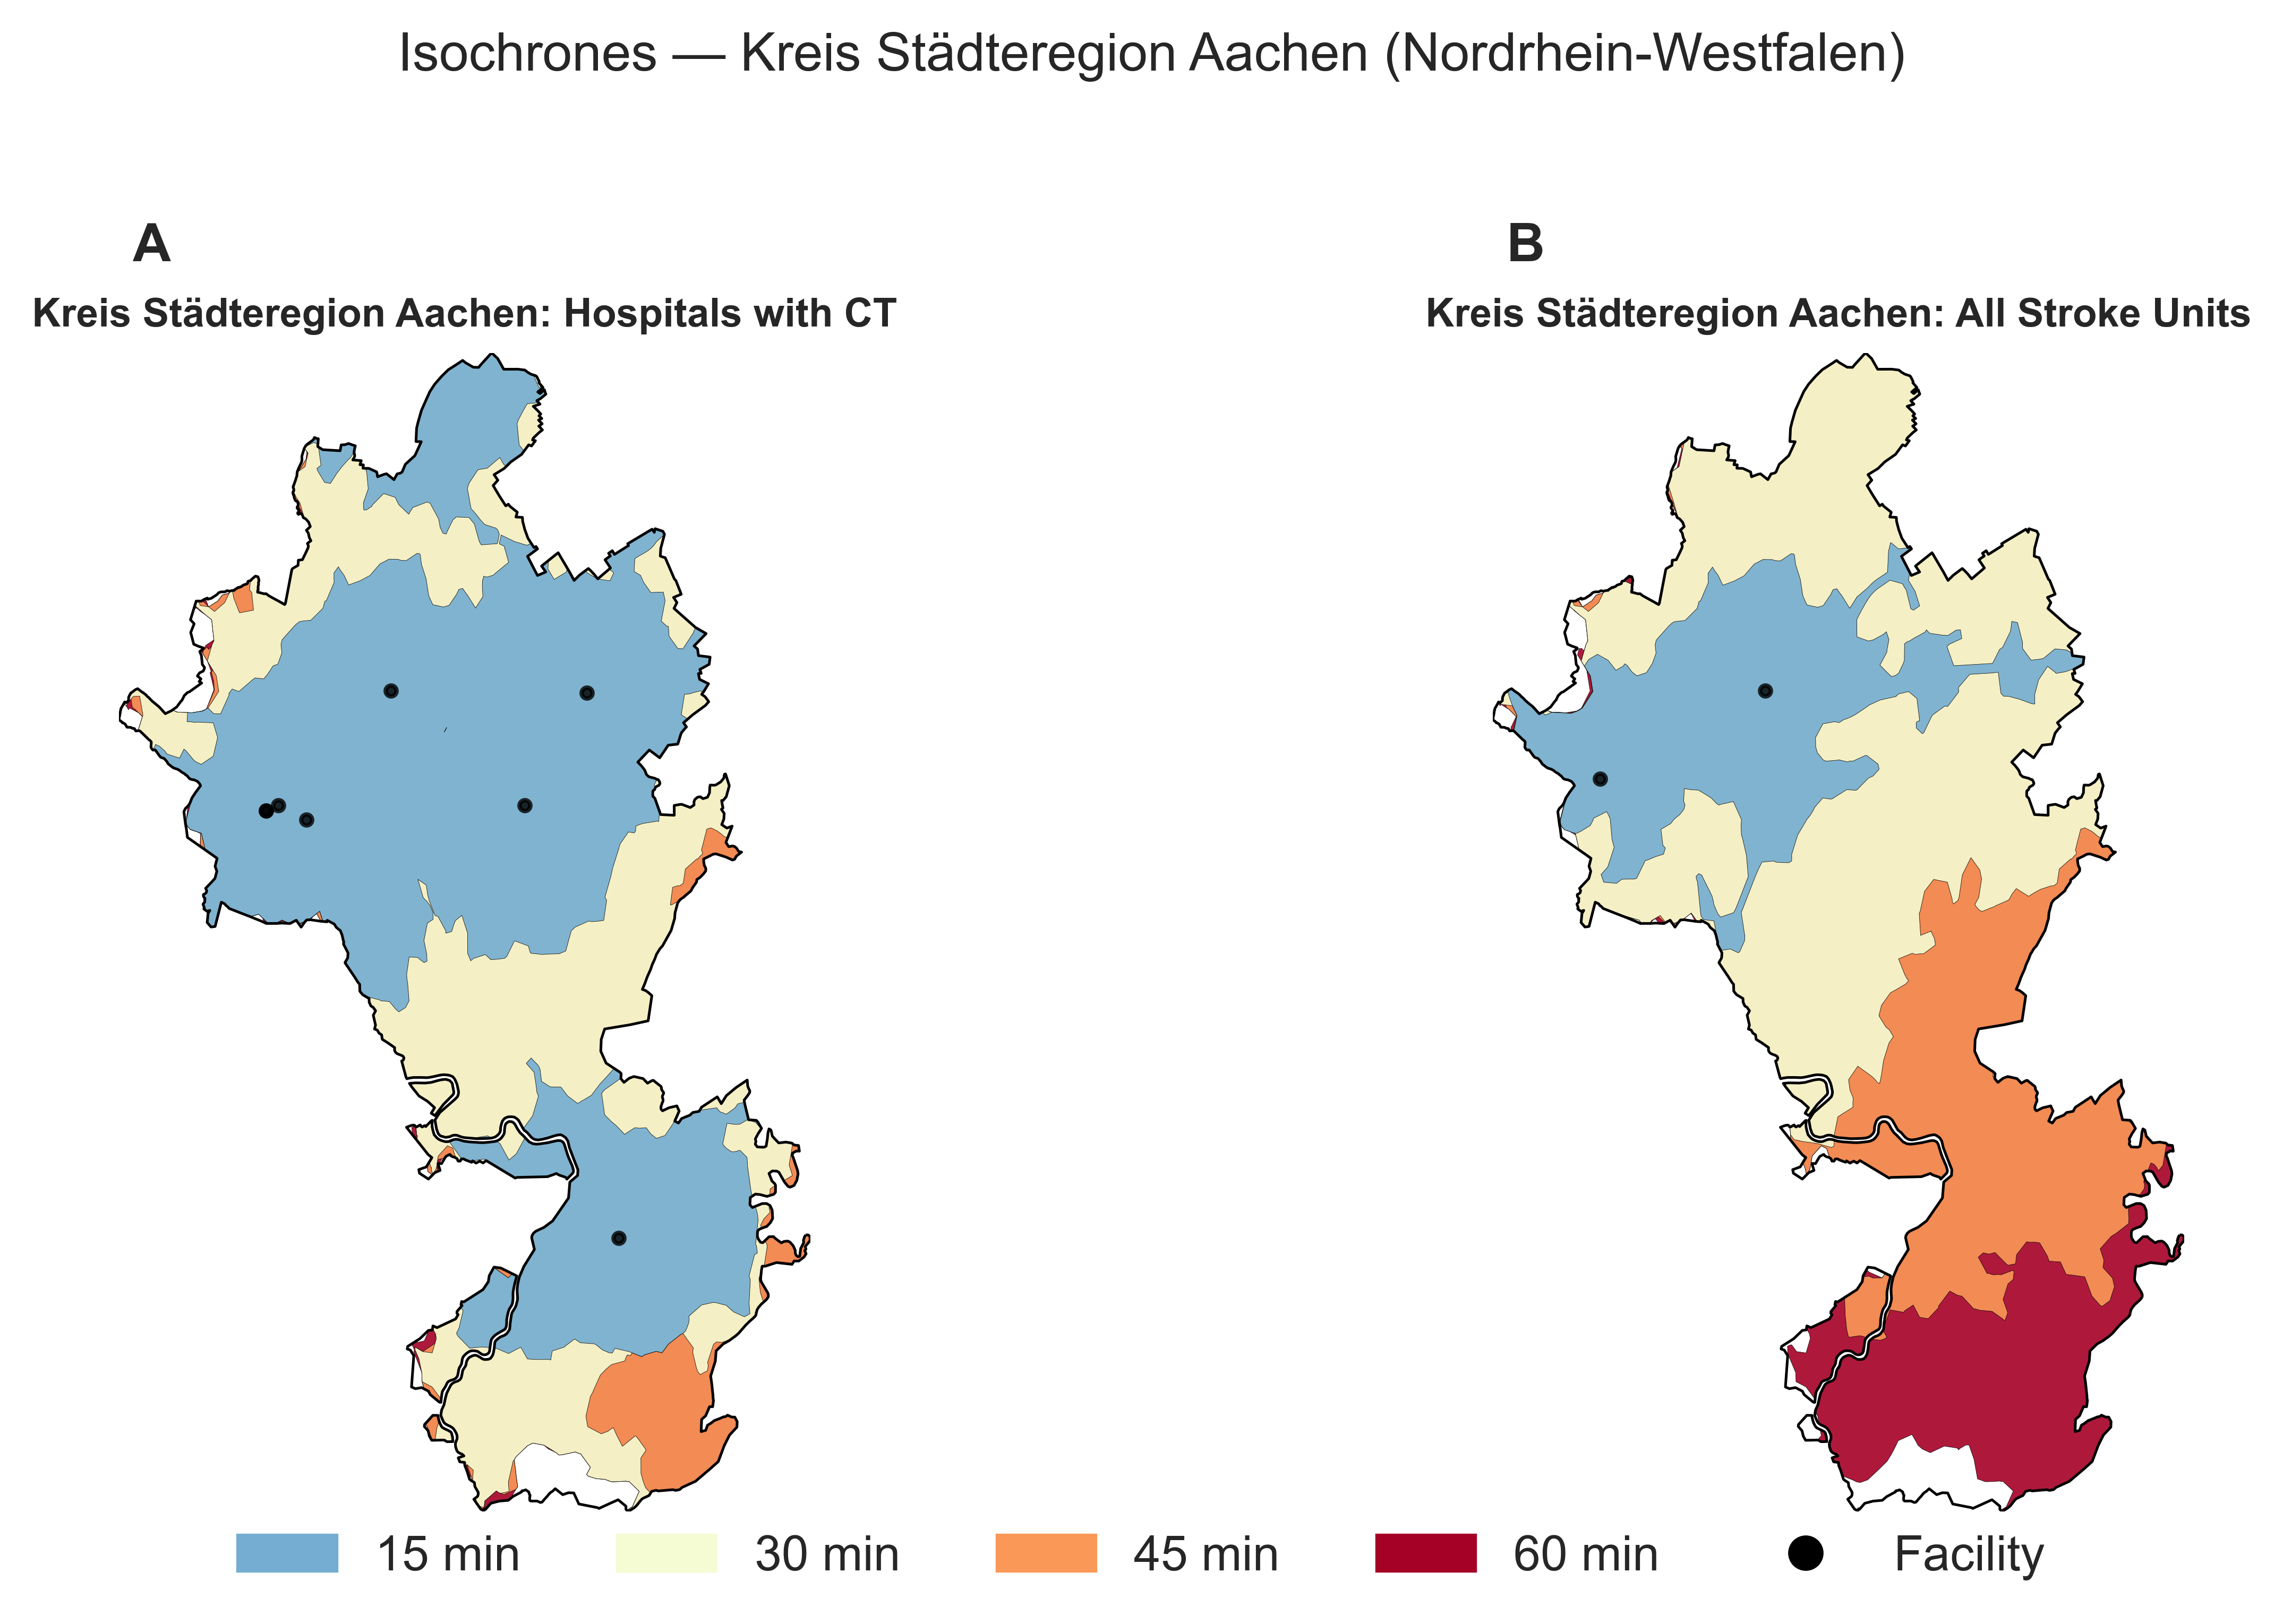 Isochrones — Kreis Städteregion Aachen (Nordrhein-Westfalen)
A
Kreis Städteregion Aachen: Hospitals with CT
B
Kreis Städteregion Aachen: All Stroke Units
15 min
30 min
45 min
60 min
Facility